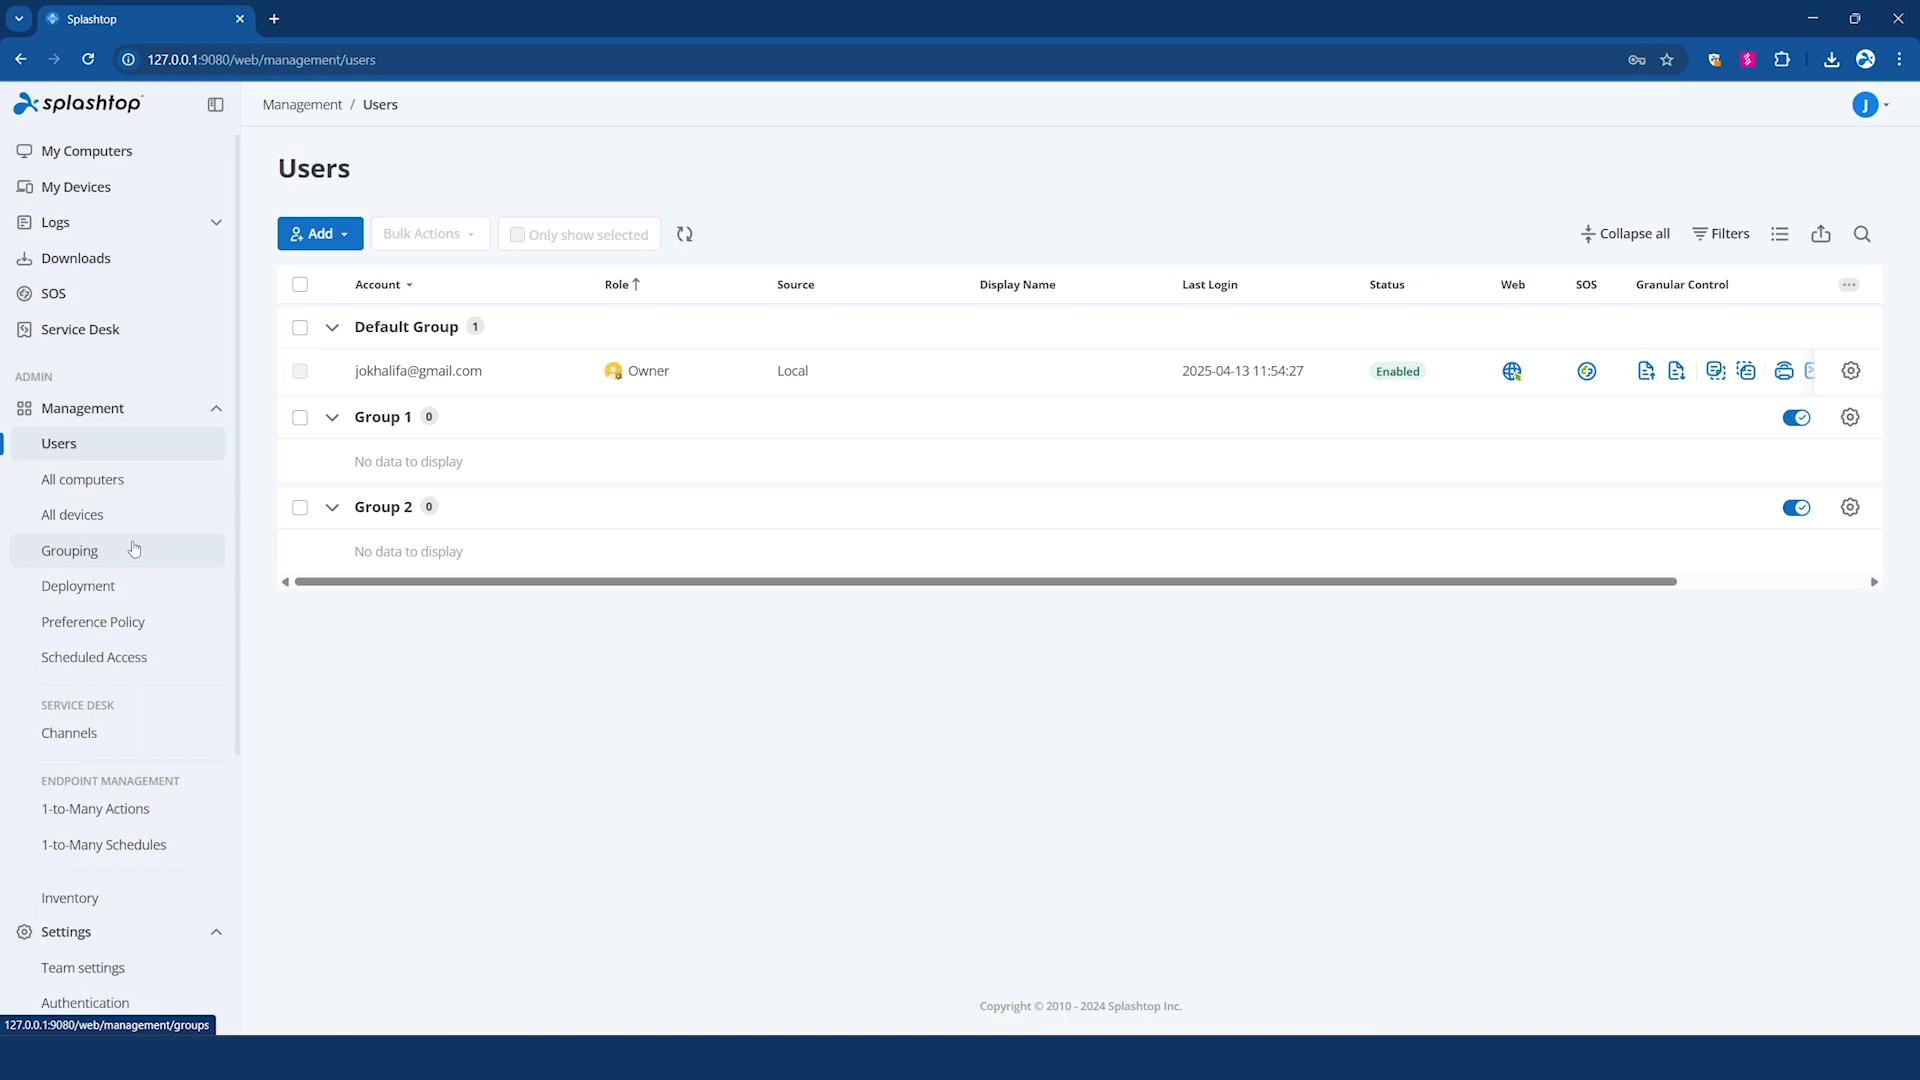 Splashtop
127.0.0.1:9080/web/management/users
splashtop
Management / Users
J
My Computers
My Devices
Logs
Downloads
SOS
Service Desk
ADMIN
Management
Users
All computers
All devices
Grouping
Deployment
Preference Policy
Scheduled Access
SERVICE DESK
Channels
ENDPOINT MANAGEMENT
1-to-Many Actions
1-to-Many Schedules
Inventory
Settings
Team settings
Authentication
127.0.0.1:9080/web/management/groups
Users
Add Bulk Actions Only show selected Collapse all Filters
Account Role Source Display Name Last Login Status Web SOS Granular Control
Default Group 1
jokhalifa@gmail.com Owner Local 2025-04-13 11:54:27 Enabled
Group 1 0
No data to display
Group 2 0
No data to display
Copyright © 2010 - 2024 Splashtop Inc.